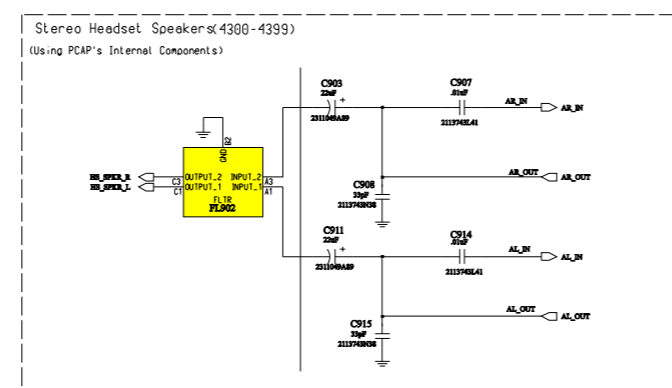 Stereo Headset Speakers(4300-4399)
(Using PCAP's Internal Components)
C903
22uF
+
2311049A89
C907
.01uF
2113743L41
AR_IN
AR_IN
B2
GND
HS_SPKR_R
HS_SPKR_L
C3
C1
OUTPUT_2 INPUT_2
OUTPUT_1 INPUT_1
A3
A1
FLTR
FL902
AR_OUT
AR_OUT
C908
33pF
2113743N38
C911
22uF
+
2311049A89
C914
.01uF
2113743L41
AL_IN
AL_IN
AL_OUT
AL_OUT
C915
33pF
2113743N38